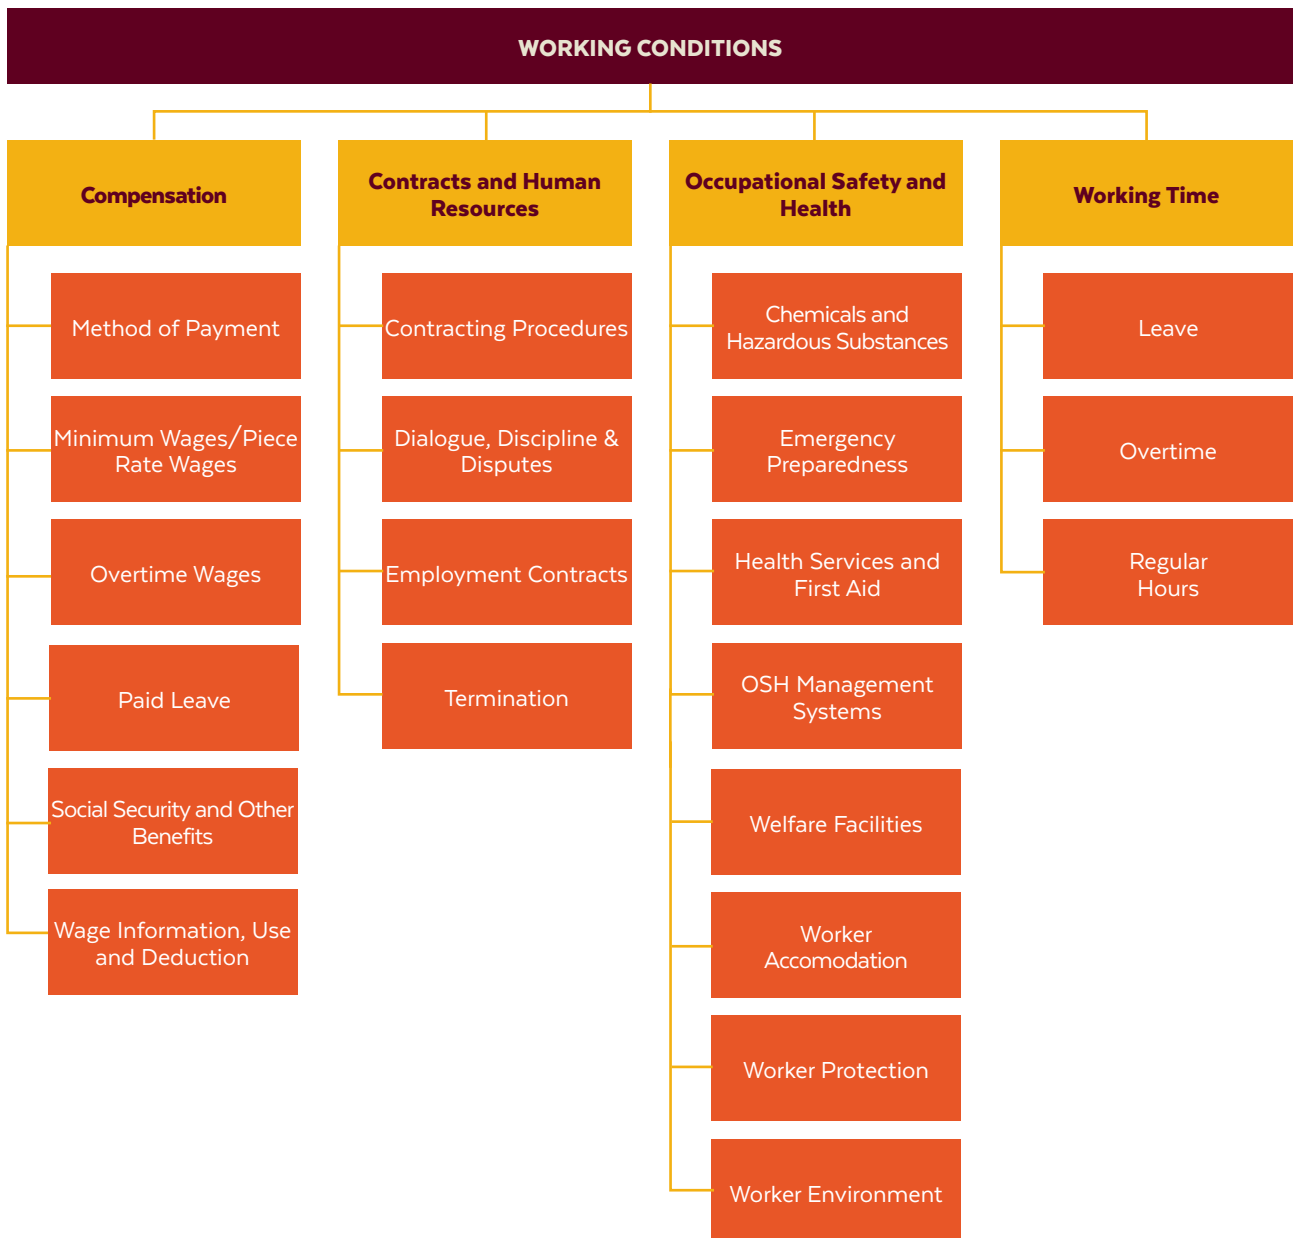 WORKING CONDITIONS
Compensation
Method of Payment
Minimum Wages/Piece
Rate Wages
Overtime Wages
Paid Leave
Social Security and Other
Benefits
Wage Information, Use
and Deduction
Contracts and Human
Resources
Contracting Procedures
Dialogue, Discipline &
Disputes
Employment Contracts
Termination
Occupational Safety and
Health
Chemicals and
Hazardous Substances
Emergency
Preparedness
Health Services and
First Aid
OSH Management
Systems
Welfare Facilities
Worker
Accomodation
Worker Protection
Worker Environment
Working Time
Leave
Overtime
Regular
Hours